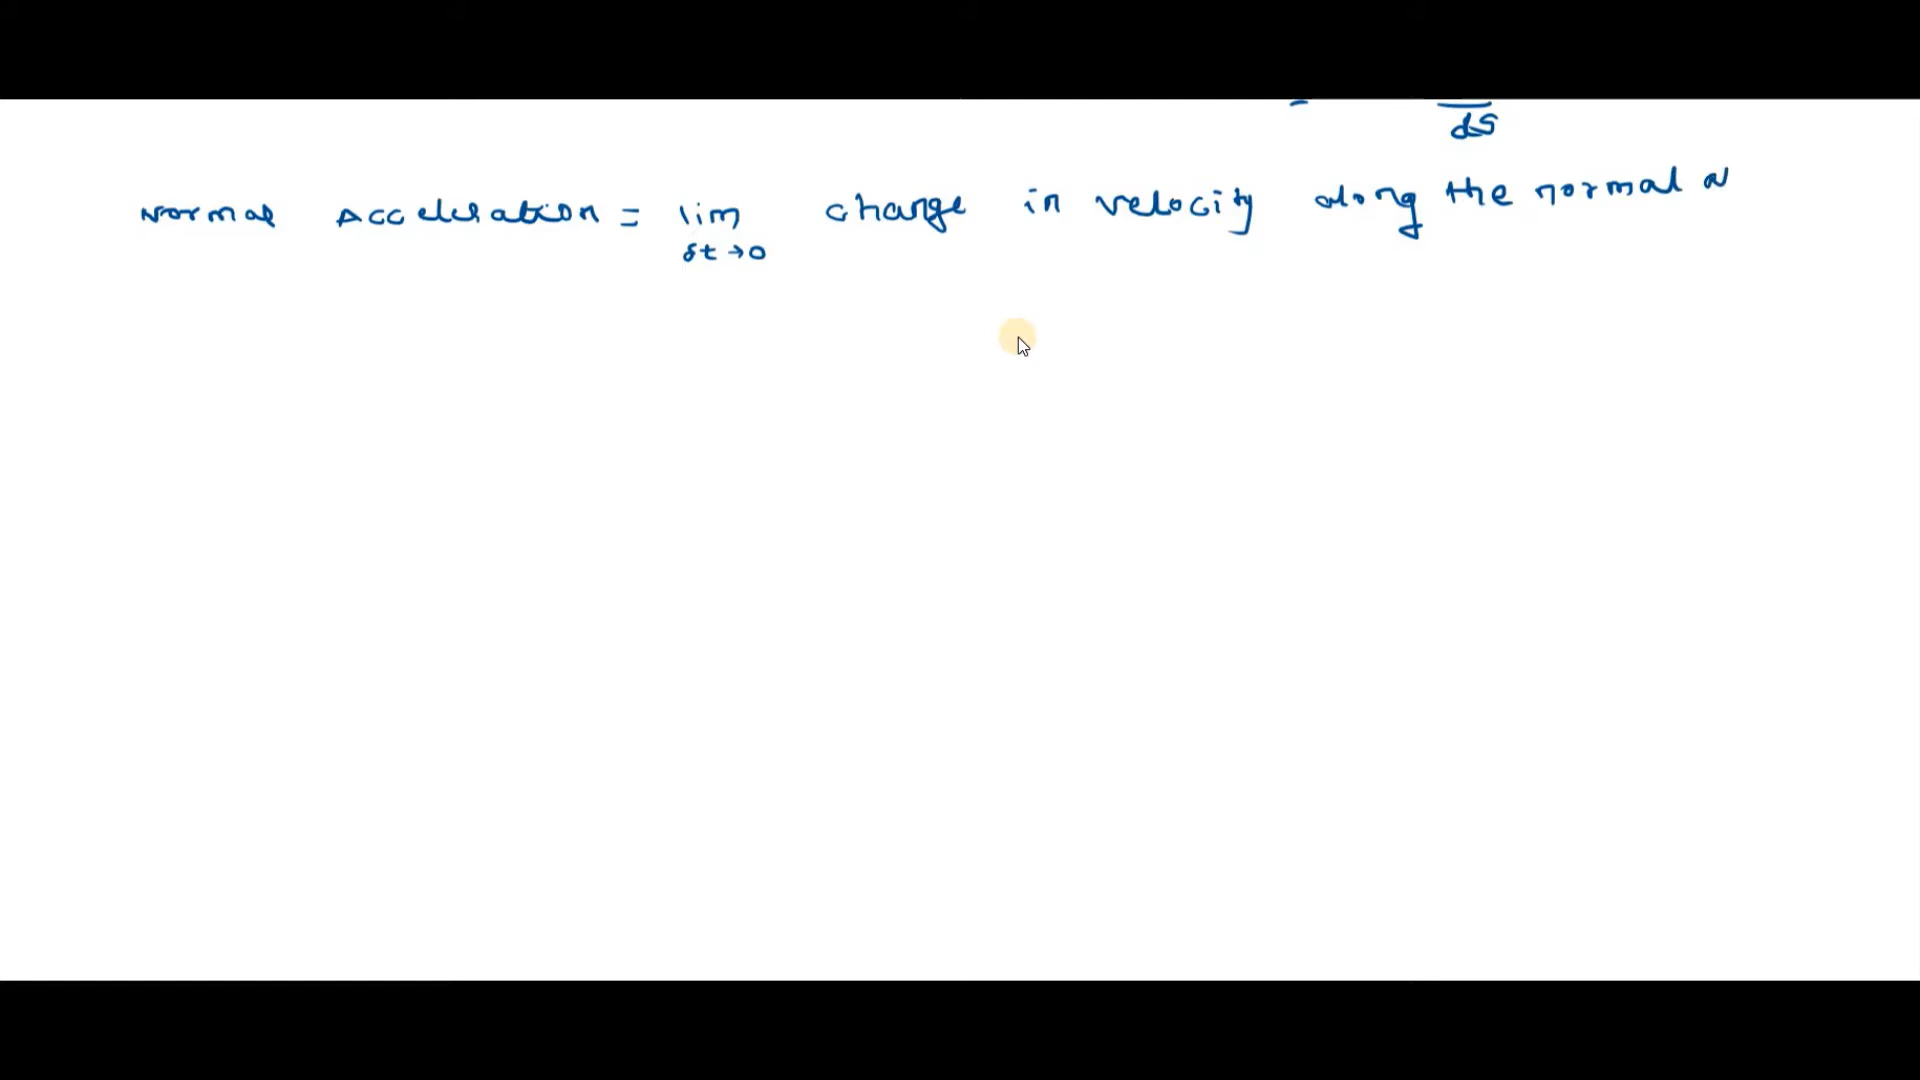 ds
Normal Acceleration = lim change in velocity along the normal
δt→0